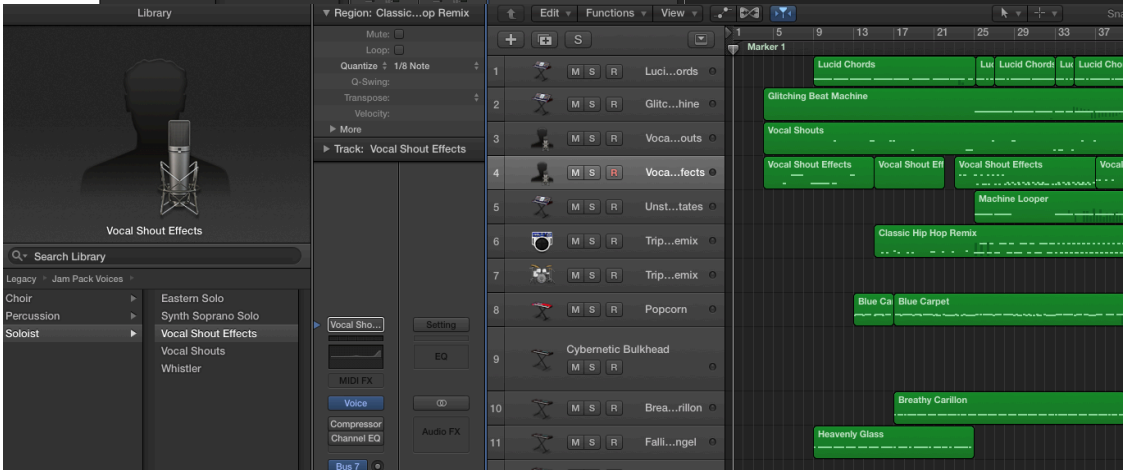 Library
Region: Classic...op Remix
Edit
Functions
View
Mute:
Loop:
Quantize
1/8 Note
Q-Swing:
Transpose:
Velocity:
More
Track: Vocal Shout Effects
S
1 5 9 13 17 21 25 29 33 37
Marker 1
Vocal Shout Effects
Search Library
Legacy
Jam Pack Voices
Choir
Percussion
Soloist
Eastern Solo
Synth Soprano Solo
Vocal Shout Effects
Vocal Shouts
Whistler
Vocal Sho...
Setting
EQ
MIDI FX
Voice
Compressor
Channel EQ
Audio FX
Bus 7
1 M S R Luci...ords
Lucid Chords
Luc
Lucid Chords
Luc
Lucid Cho
2 M S R Glitc...hine
Glitching Beat Machine
3 M S R Voca...outs
Vocal Shouts
4 M S R Voca...fects
Vocal Shout Effects
Vocal Shout Eff
Vocal Shout Effects
Vocal
5 M S R Unst...tates
Machine Looper
6 M S R Trip...emix
Classic Hip Hop Remix
7 M S R Trip...emix
8 M S R Popcorn
Blue Ca
Blue Carpet
9 Cybernetic Bulkhead
M S R
10 M S R Brea...rillon
Breathy Carillon
11 M S R Falli...ngel
Heavenly Glass